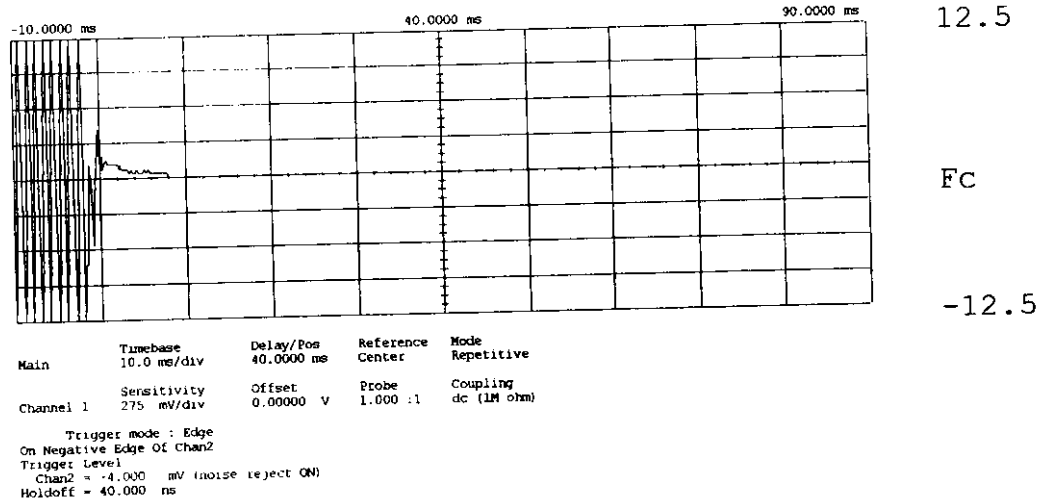 -10.0000 ms 40.0000 ms 90.0000 ms
12.5
Fc
-12.5
Timebase Delay/Pos Reference Mode
Main 10.0 ms/div 40.0000 ms Center Repetitive
Sensitivity Offset Probe Coupling
Channel 1 275 mV/div 0.00000 V 1.000 :1 dc (1M ohm)
Trigger mode : Edge
On Negative Edge Of Chan2
Trigger Level
Chan2 = -4.000 mV (noise reject ON)
Holdoff = 40.000 ns